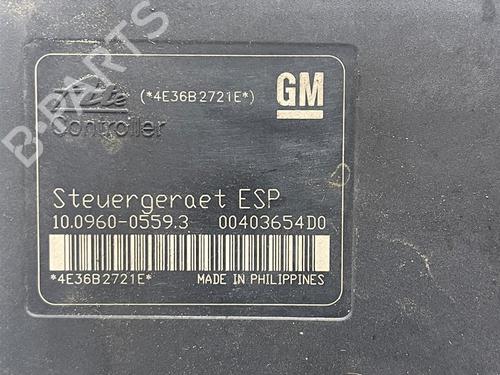 B-PARTS
Ate (*4E36B2721E*) GM
Controller
Steuergeraet ESP
10.0960-0559.3 00403654D0
*4E36B2721E* MADE IN PHILIPPINES